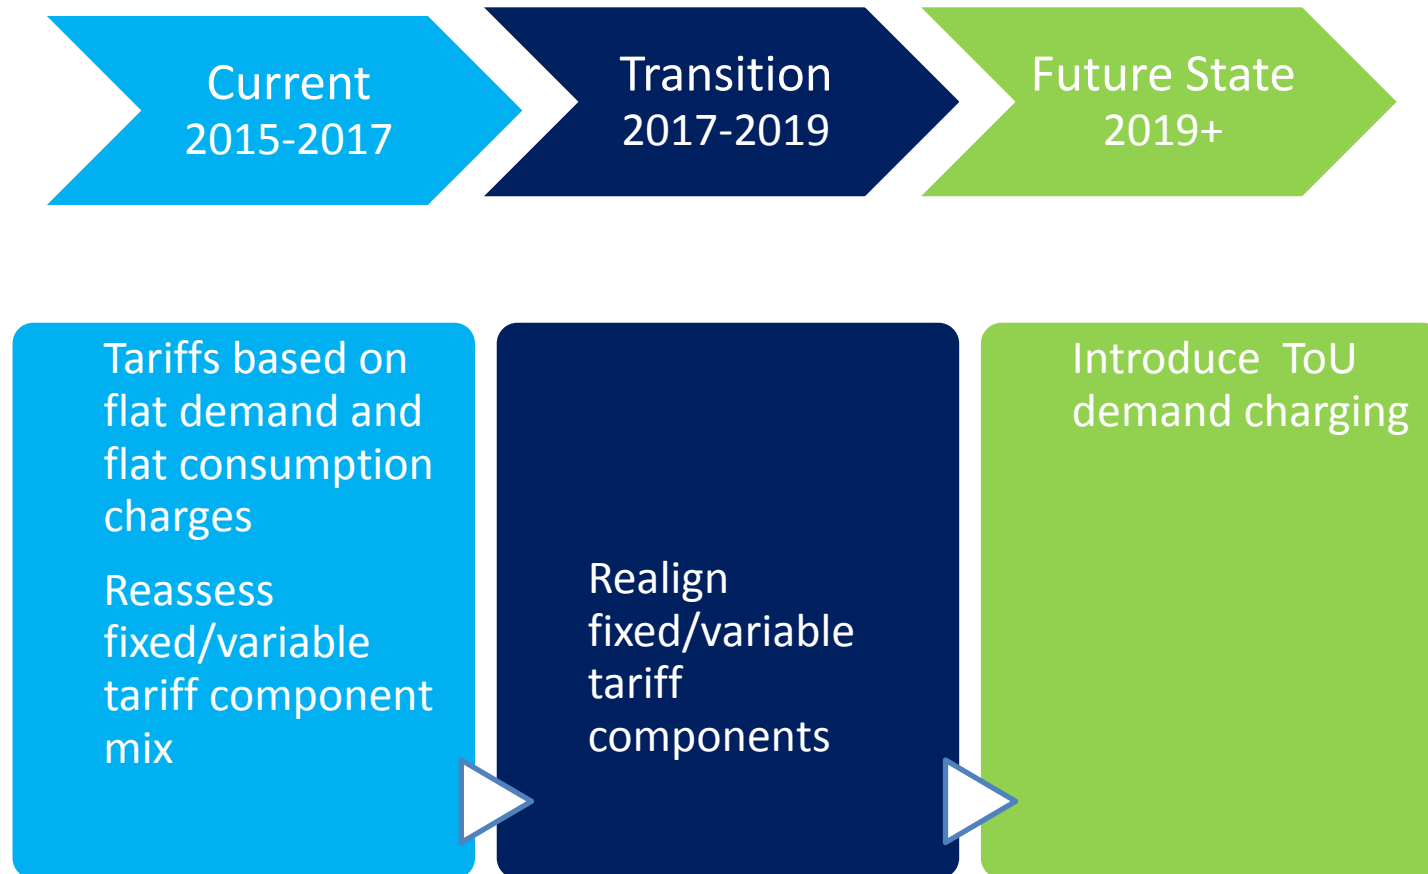 Current
2015-2017
Transition
2017-2019
Future State
2019+
Tariffs based on
flat demand and
flat consumption
charges
Reassess
fixed/variable
tariff component
mix
Realign
fixed/variable
tariff
components
Introduce  ToU
demand charging